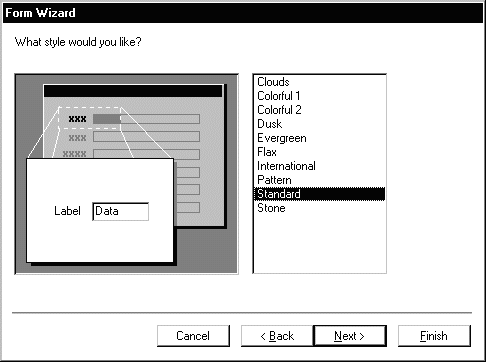 Form Wizard
What style would you like?
xxx
xxx
xxxx
Label Data
Clouds
Colorful 1
Colorful 2
Dusk
Evergreen
Flax
International
Pattern
Standard
Stone
Cancel < Back Next > Finish